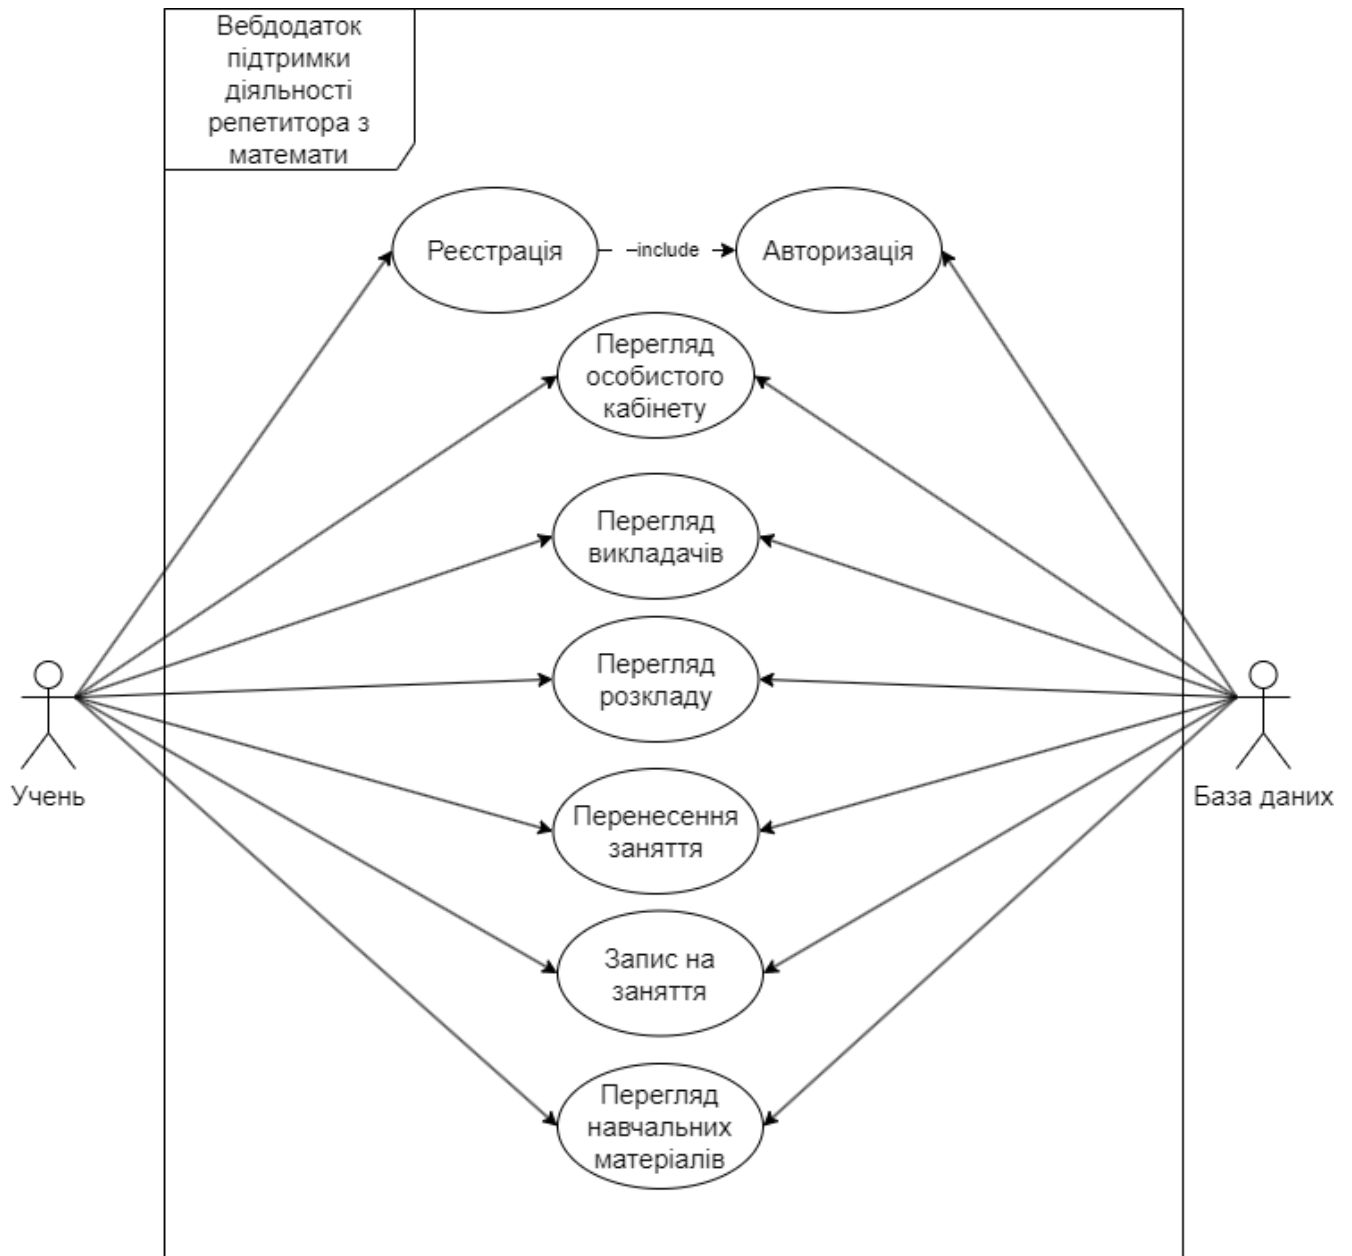 Вебдодаток
підтримки
діяльності
репетитора з
математи
Реєстрація
–include
Авторизація
Перегляд
особистого
кабінету
Перегляд
викладачів
Перегляд
розкладу
Учень
База даних
Перенесення
заняття
Запис на
заняття
Перегляд
навчальних
матеріалів